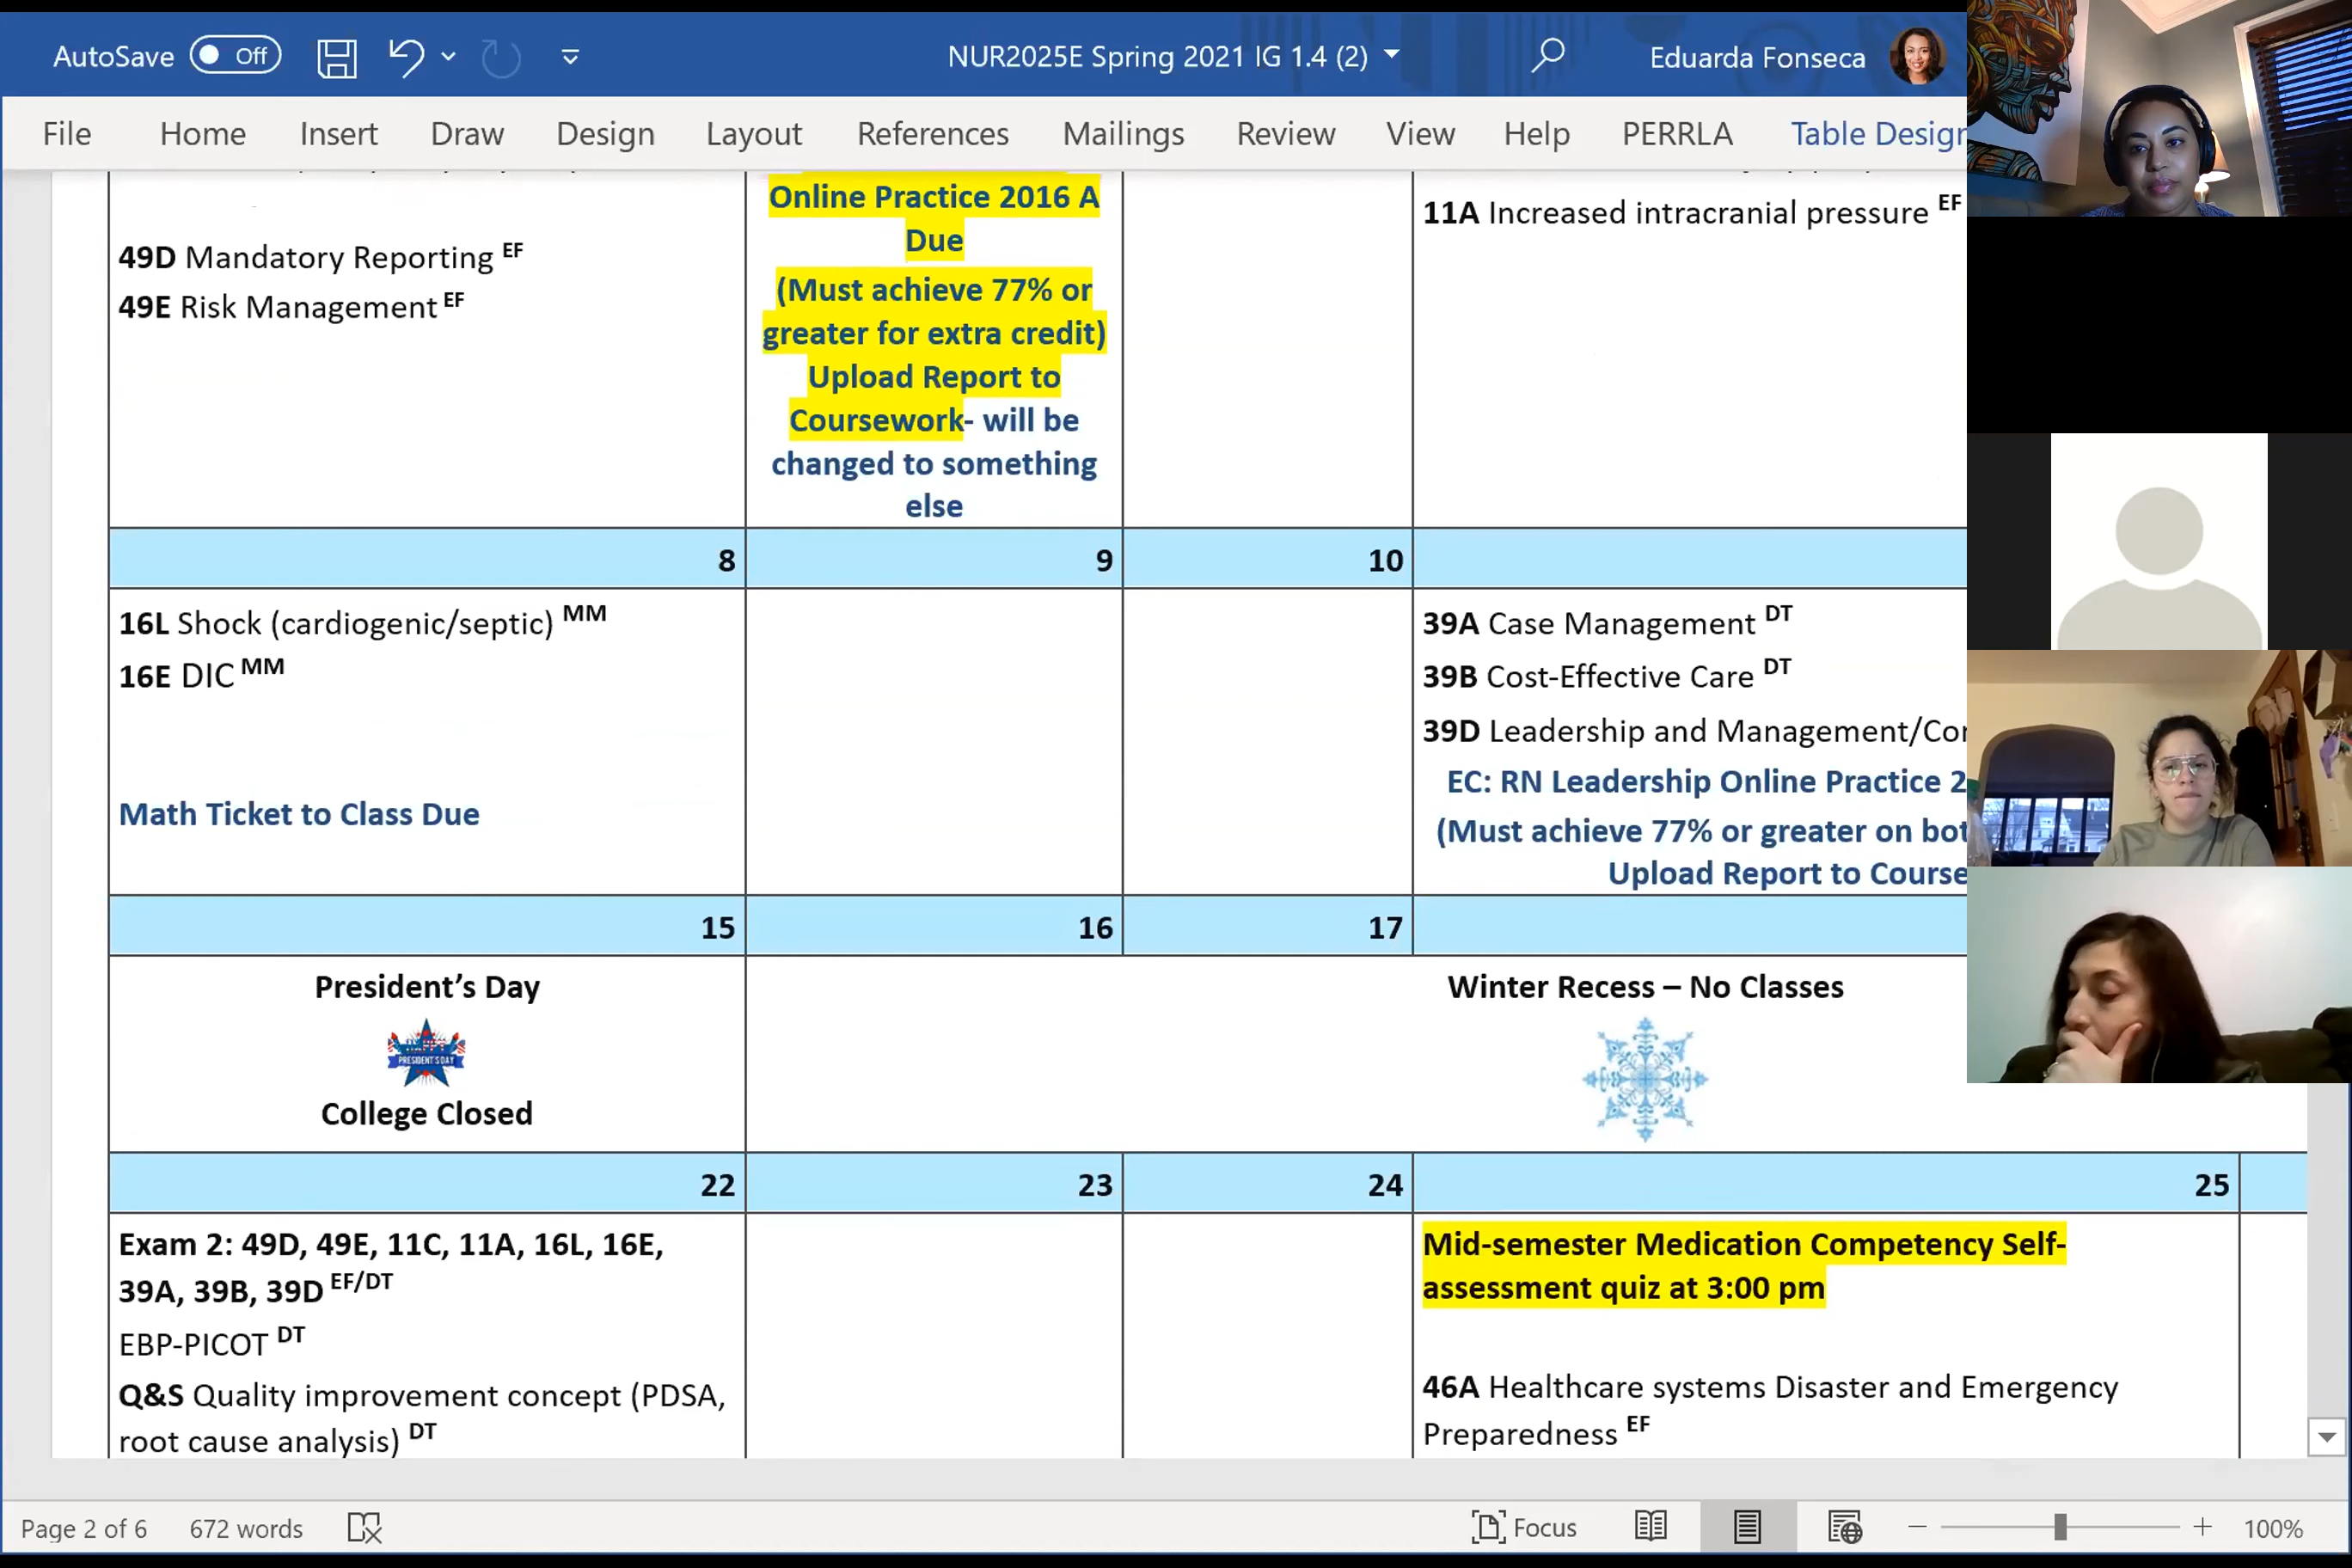 AutoSave Off
NUR2025E Spring 2021 IG 1.4 (2)
Eduarda Fonseca
File Home Insert Draw Design Layout References Mailings Review View Help PERRLA Table Design
49D Mandatory Reporting EF
49E Risk Management EF
Online Practice 2016 A
Due
(Must achieve 77% or
greater for extra credit)
Upload Report to
Coursework- will be
changed to something
else
11A Increased intracranial pressure EF
8 9 10
16L Shock (cardiogenic/septic) MM
16E DIC MM
Math Ticket to Class Due
39A Case Management DT
39B Cost-Effective Care DT
39D Leadership and Management/Con
EC: RN Leadership Online Practice 2
(Must achieve 77% or greater on bot
Upload Report to Course
15 16 17
President’s Day
PRESIDENT'S DAY
College Closed
Winter Recess – No Classes
22 23 24 25
Exam 2: 49D, 49E, 11C, 11A, 16L, 16E,
39A, 39B, 39D EF/DT
EBP-PICOT DT
Q&S Quality improvement concept (PDSA,
root cause analysis) DT
Mid-semester Medication Competency Self-
assessment quiz at 3:00 pm
46A Healthcare systems Disaster and Emergency
Preparedness EF
Page 2 of 6 672 words Focus 100%